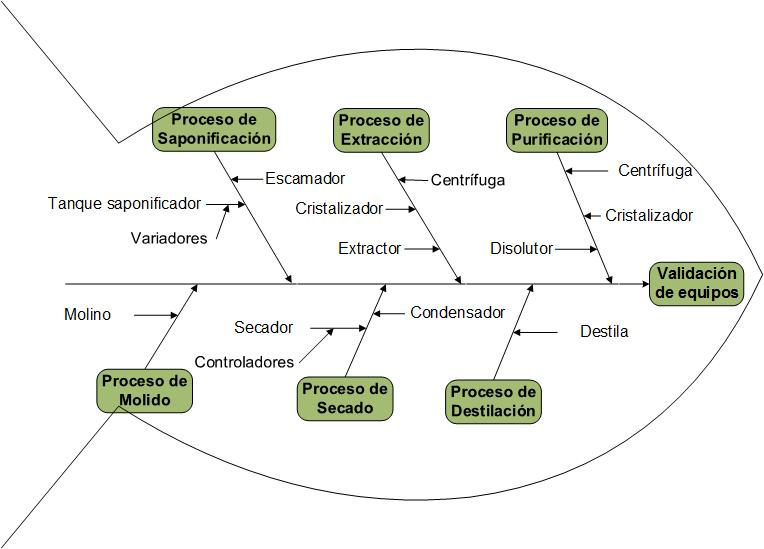 Proceso de
Saponificación
Proceso de
Extracción
Proceso de
Purificación
Escamador
Tanque saponificador
Variadores
Centrífuga
Cristalizador
Extractor
Centrífuga
Cristalizador
Disolutor
Validación
de equipos
Molino
Secador
Controladores
Condensador
Destila
Proceso de
Molido
Proceso de
Secado
Proceso de
Destilación